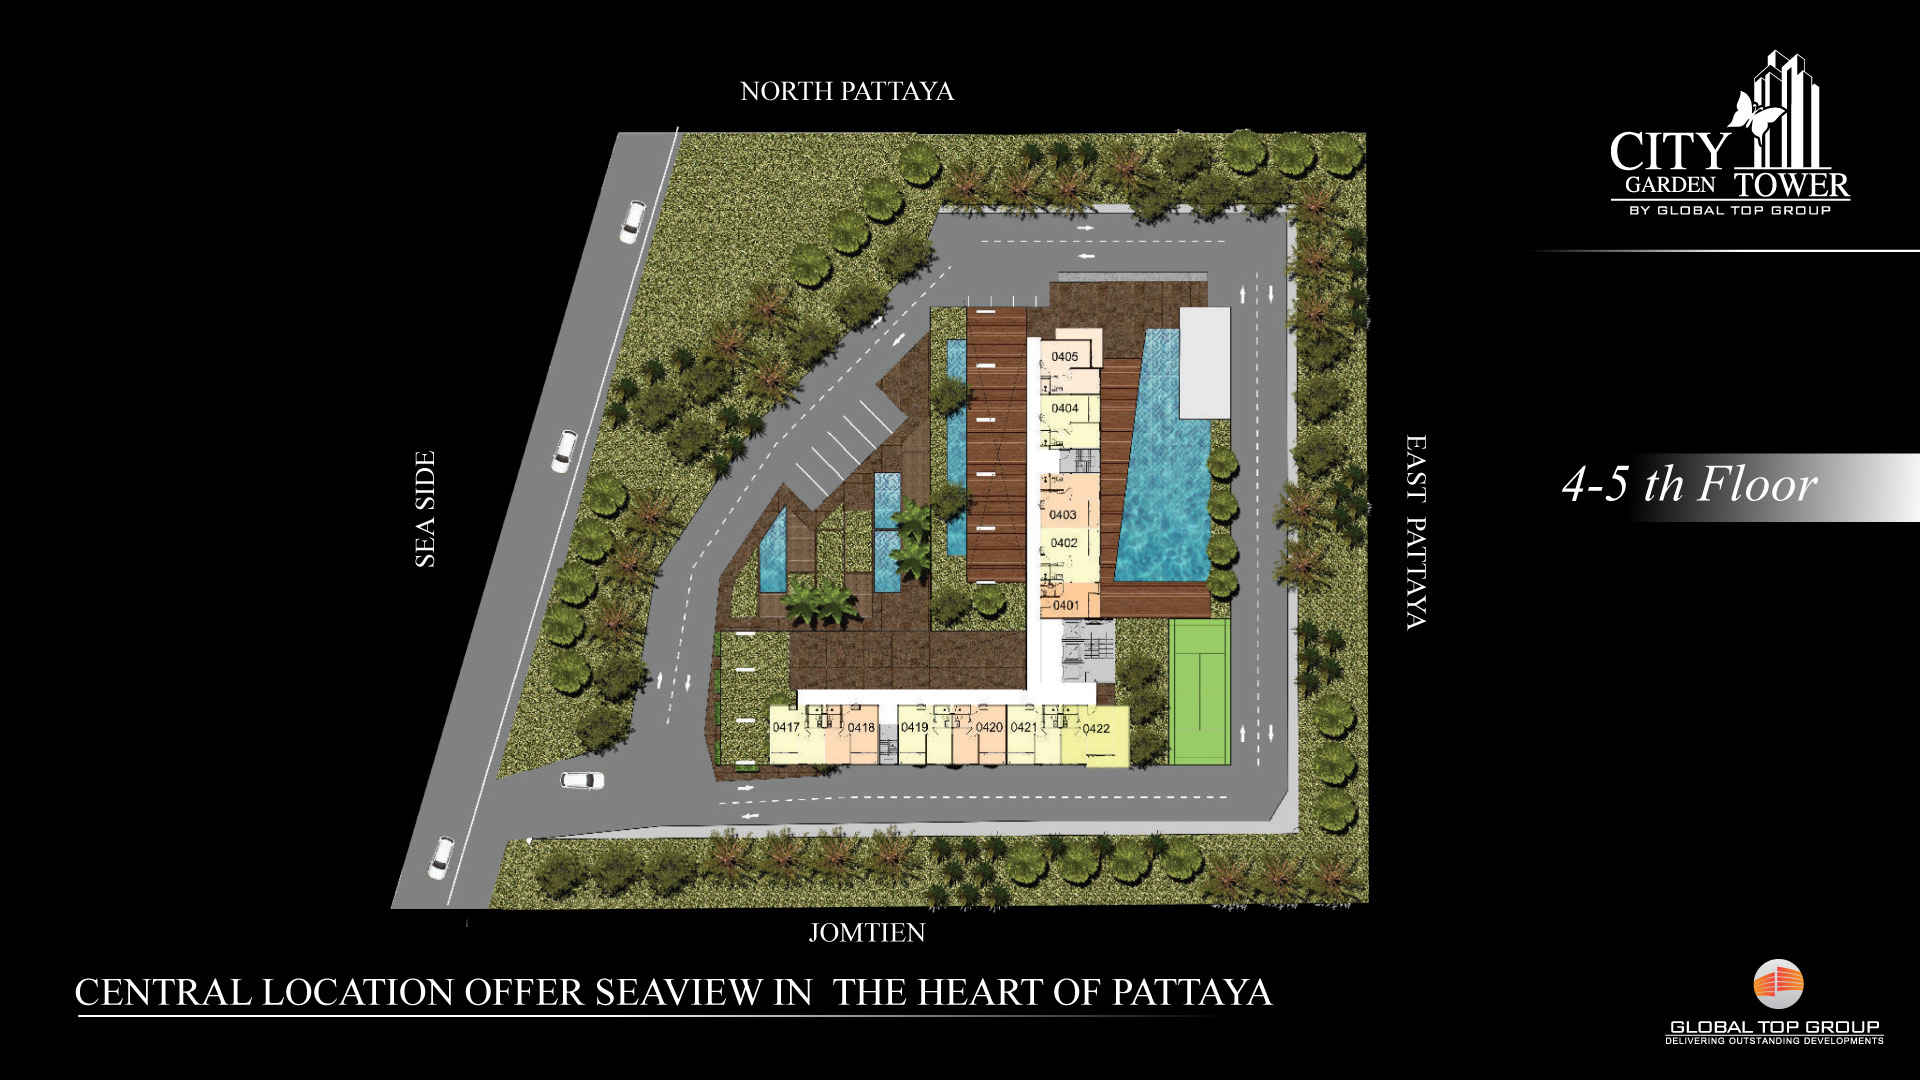 NORTH PATTAYA
CITY
GARDEN TOWER
BY GLOBAL TOP GROUP
SEA SIDE
EAST PATTAYA
4-5 th Floor
0405
0404
0403
0402
0401
0417 0418 0419 0420 0421 0422
JOMTIEN
CENTRAL LOCATION OFFER SEAVIEW IN THE HEART OF PATTAYA
GLOBAL TOP GROUP
DELIVERING OUTSTANDING DEVELOPMENTS